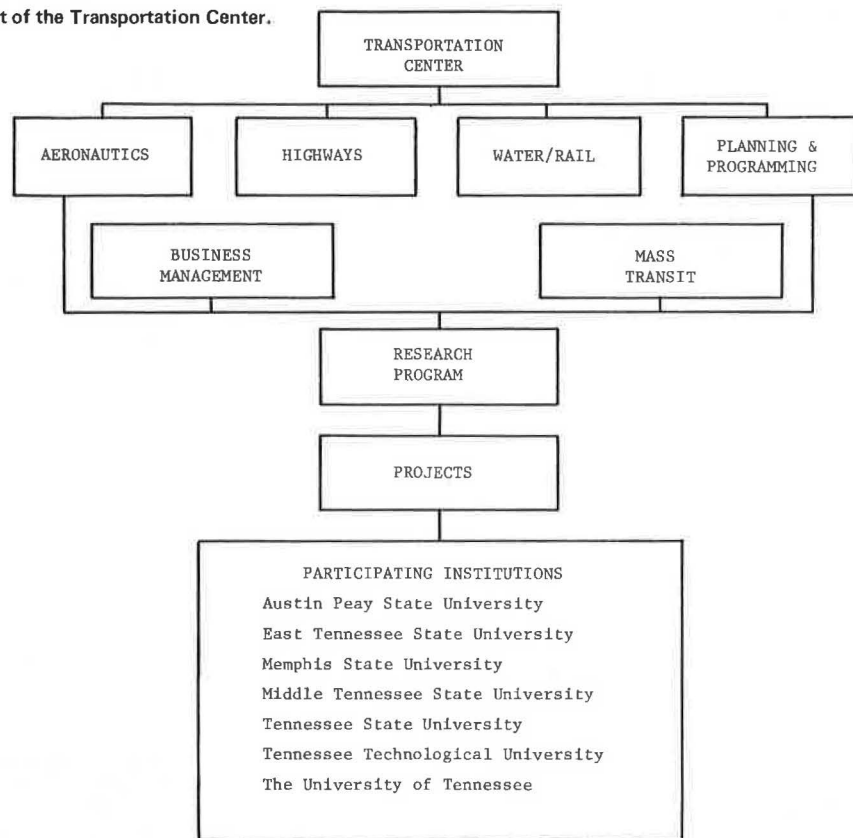 t of the Transportation Center.
TRANSPORTATION
CENTER
AERONAUTICS
HIGHWAYS
WATER/RAIL
PLANNING &
PROGRAMMING
BUSINESS
MANAGEMENT
MASS
TRANSIT
RESEARCH
PROGRAM
PROJECTS
PARTICIPATING INSTITUTIONS
Austin Peay State University
East Tennessee State University
Memphis State University
Middle Tennessee State University
Tennessee State University
Tennessee Technological University
The University of Tennessee